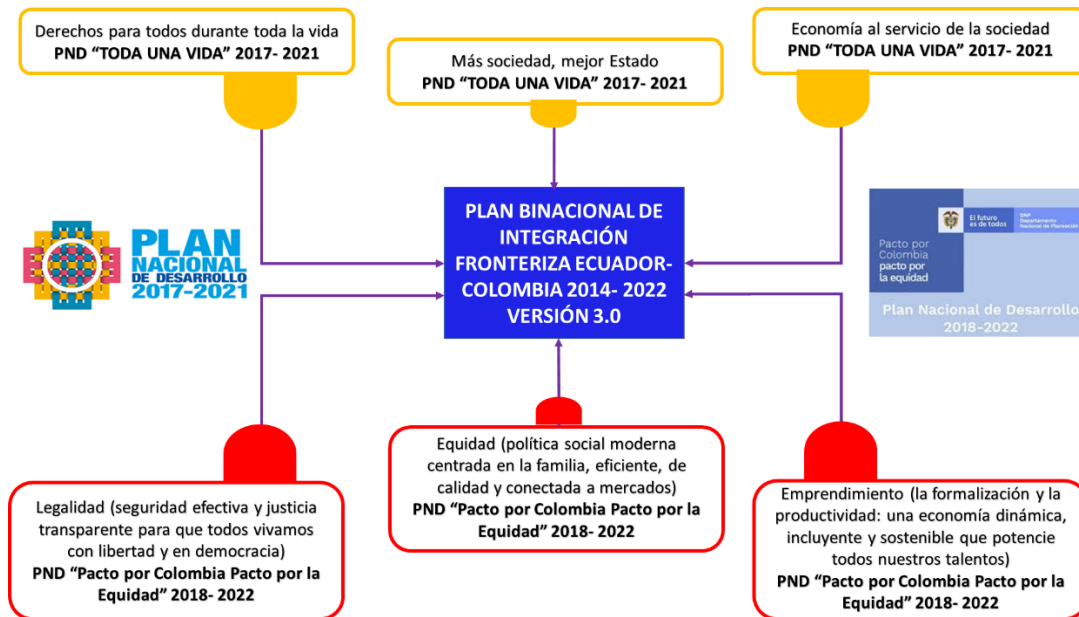 Derechos para todos durante toda la vida
PND “TODA UNA VIDA” 2017- 2021
Más sociedad, mejor Estado
PND “TODA UNA VIDA” 2017- 2021
Economía al servicio de la sociedad
PND “TODA UNA VIDA” 2017- 2021
PLAN
NACIONAL
DE DESARROLLO
2017-2021
PLAN BINACIONAL DE
INTEGRACIÓN
FRONTERIZA ECUADOR-
COLOMBIA 2014- 2022
VERSIÓN 3.0
El futuro
es de todos
DNP
Departamento
Nacional de Planeación
Pacto por
Colombia
pacto por
la equidad
Plan Nacional de Desarrollo
2018-2022
Legalidad (seguridad efectiva y justicia
transparente para que todos vivamos
con libertad y en democracia)
PND “Pacto por Colombia Pacto por la
Equidad” 2018- 2022
Equidad (política social moderna
centrada en la familia, eficiente, de
calidad y conectada a mercados)
PND “Pacto por Colombia Pacto por la
Equidad” 2018- 2022
Emprendimiento (la formalización y la
productividad: una economía dinámica,
incluyente y sostenible que potencie
todos nuestros talentos)
PND “Pacto por Colombia Pacto por la
Equidad” 2018- 2022